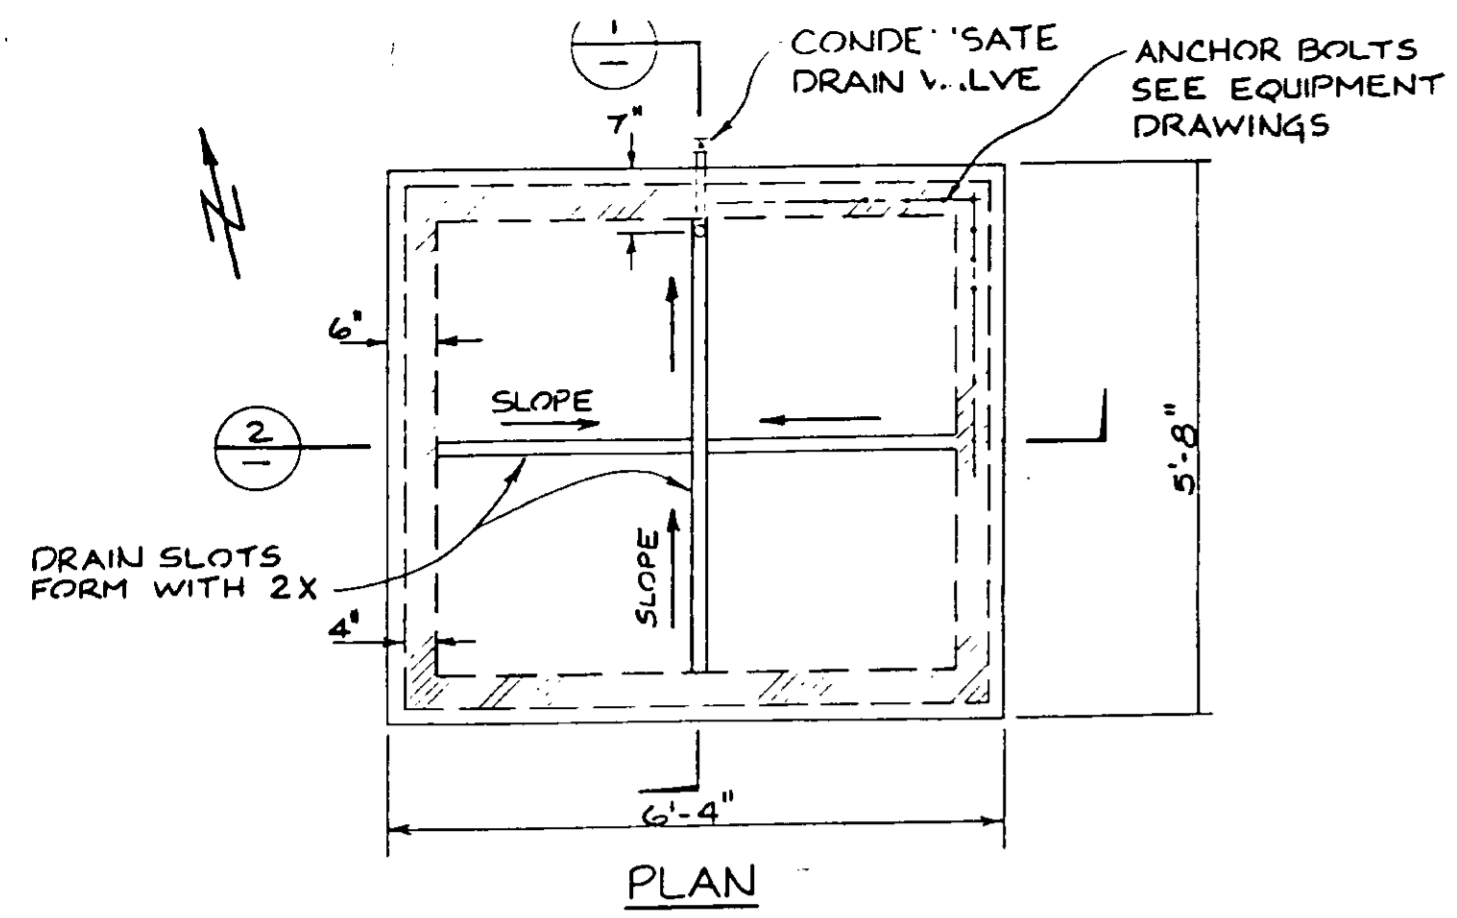 1
CONDE SATE
DRAIN V LVE
ANCHOR BOLTS
SEE EQUIPMENT
DRAWINGS
7"
N
6"
SLOPE
2
5'-8"
DRAIN SLOTS
FORM WITH 2X
SLOPE
4"
6'-4"
PLAN